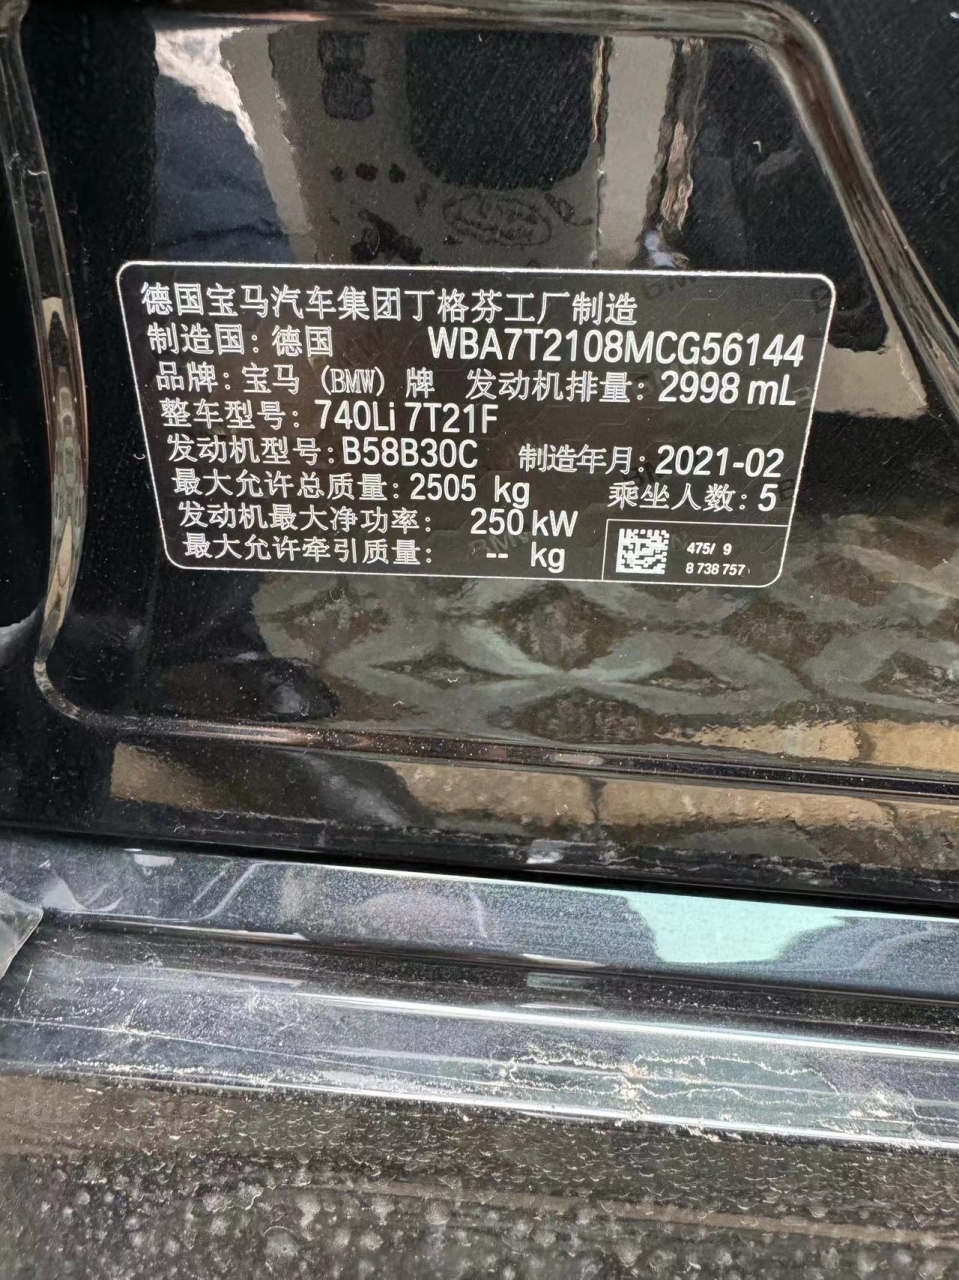 德国宝马汽车集团丁格芬工厂制造
制造国：德国 WBA7T2108MCG56144
品牌：宝马（BMW）牌 发动机排量：2998 mL
整车型号：740Li 7T21F
发动机型号：B58B30C 制造年月：2021-02
最大允许总质量：2505 kg 乘坐人数：5
发动机最大净功率： 250 kW
最大允许牵引质量： -- kg
475/ 9
8 738 757